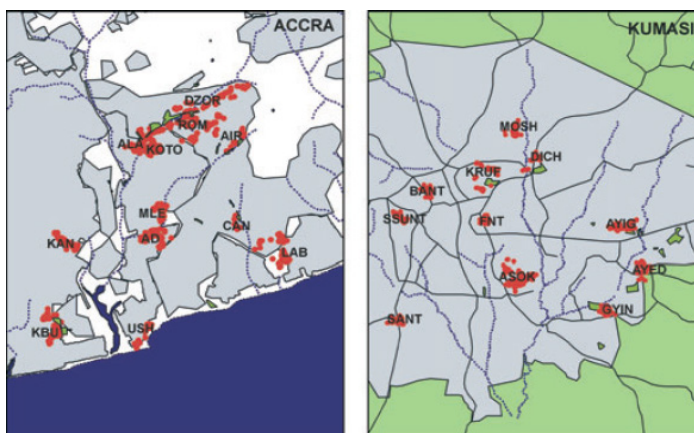 ACCRA
DZOR
ROM
AIR
ALA
KOTO
MLE
CAN
AD
KAN
LAB
KBU
USH
KUMASI
MOSH
DICH
KRUF
BANT
SSUNT
FNT
AYIG
AYED
ASOK
GYIN
SANT